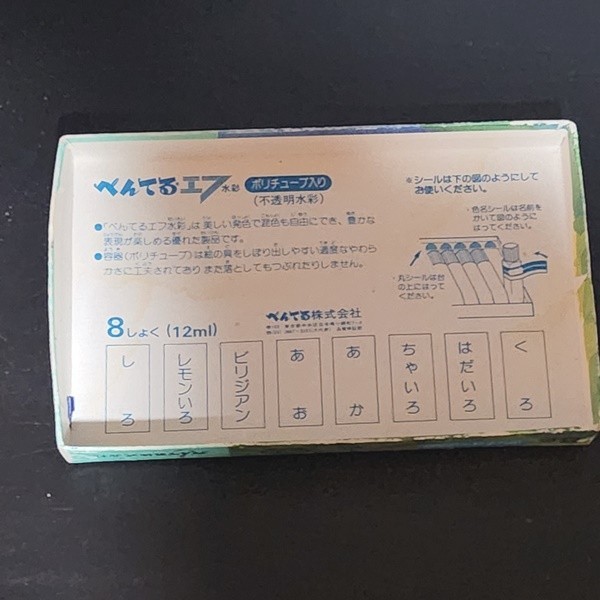 ぺんてるエフ水彩 ポリチューブ入り
(不透明水彩)
●「ぺんてるエフ水彩」は美しい発色で混色も自由にでき、豊かな
表現が楽しめる優れた製品です。
●容器(ポリチューブ)は絵の具をしぼり出しやすい適度なやわら
かさに工夫されており また落としてもつぶれたりしません。
※シールは下の図のようにして
お使いください。
・色名シールは名前を
かいて図のように
はってください。
・丸シールは台
の上にはって
ください。
ぺんてる株式会社
8しょく(12ml)
しろ
レモンいろ
ビリジアン
あお
あか
ちゃいろ
はだいろ
くろ